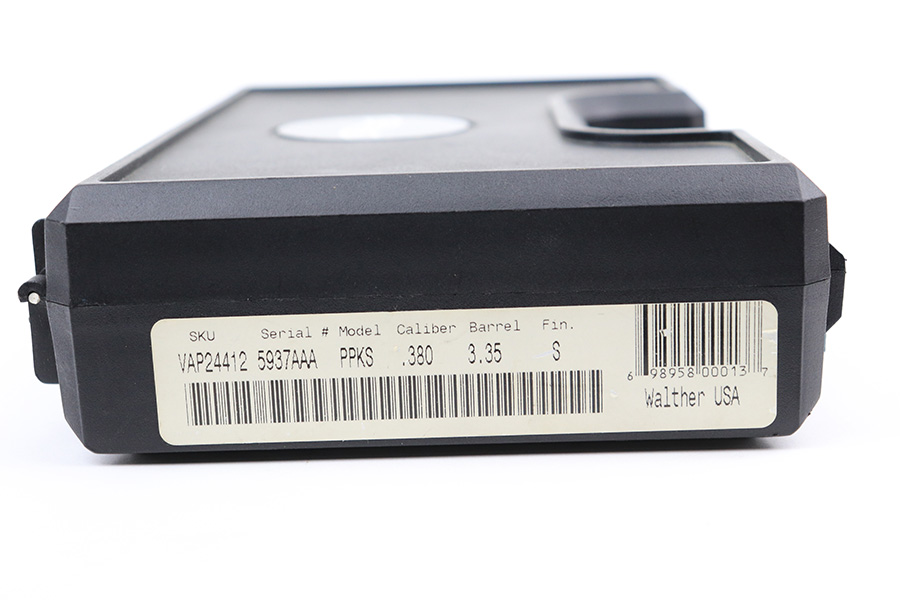 SKU Serial # Model Caliber Barrel Fin.
VAP24412 5937AAA PPKS .380 3.35 S
6 98958 00013 7
Walther USA